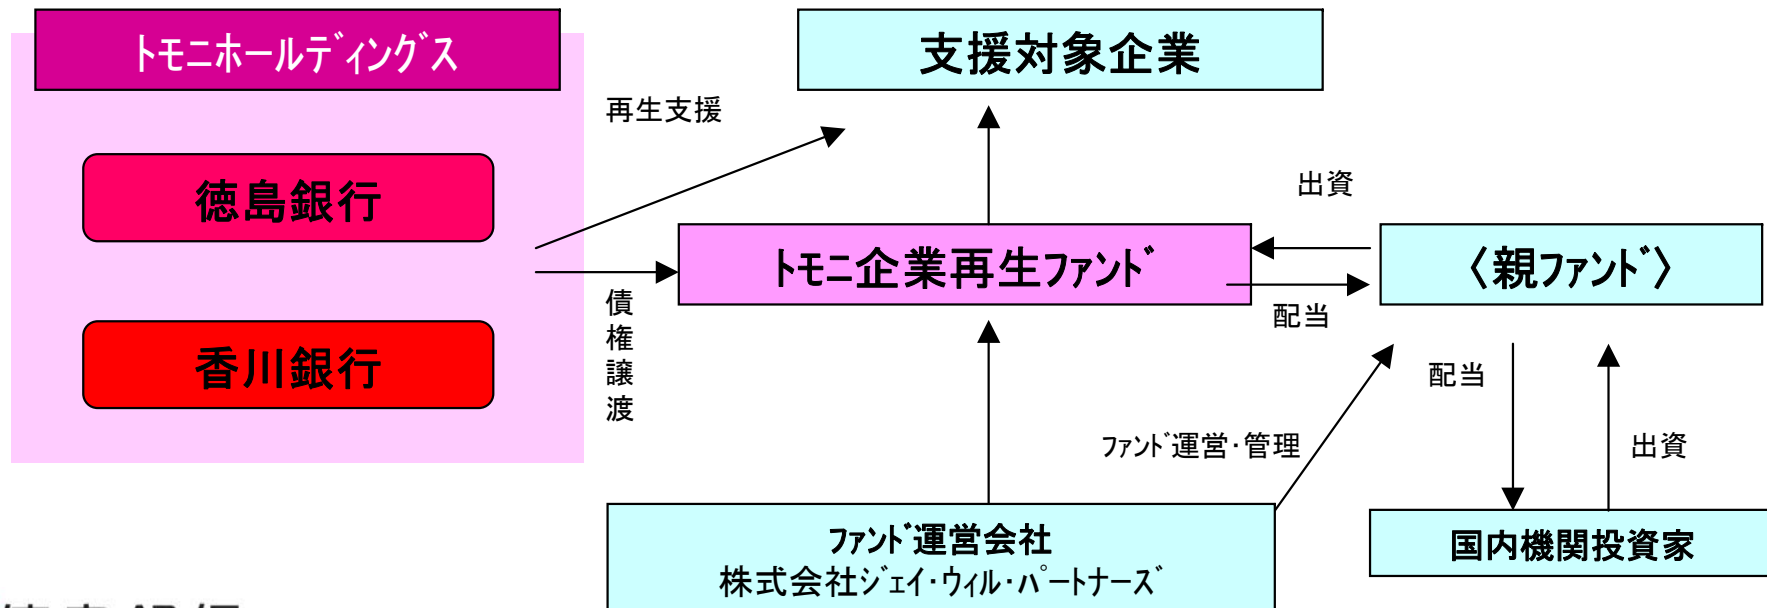 トモニホールディングス
支援対象企業
再生支援
徳島銀行
出資
トモニ企業再生ファンド
〈親ファンド〉
債権譲渡
配当
香川銀行
配当
ファンド運営・管理
出資
ファンド運営会社
株式会社ジェイ・ウィル・パートナーズ
国内機関投資家